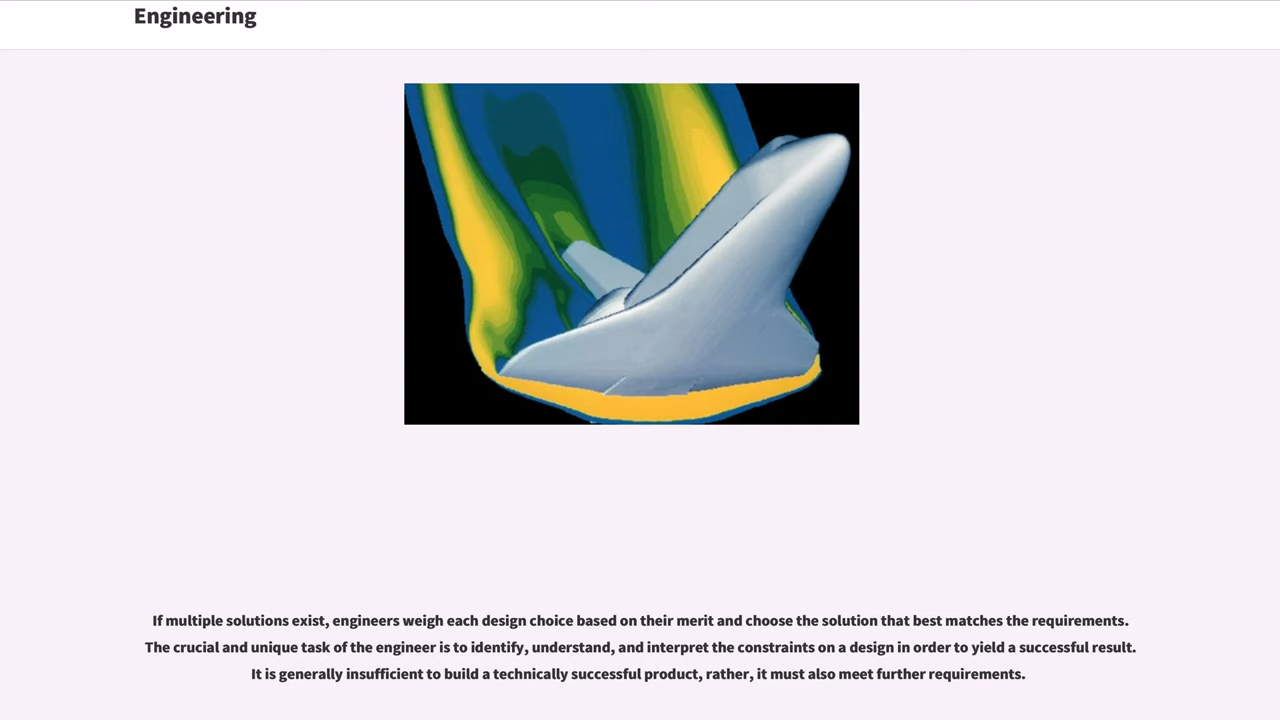 Engineering
If multiple solutions exist, engineers weigh each design choice based on their merit and choose the solution that best matches the requirements.
The crucial and unique task of the engineer is to identify, understand, and interpret the constraints on a design in order to yield a successful result.
It is generally insufficient to build a technically successful product, rather, it must also meet further requirements.